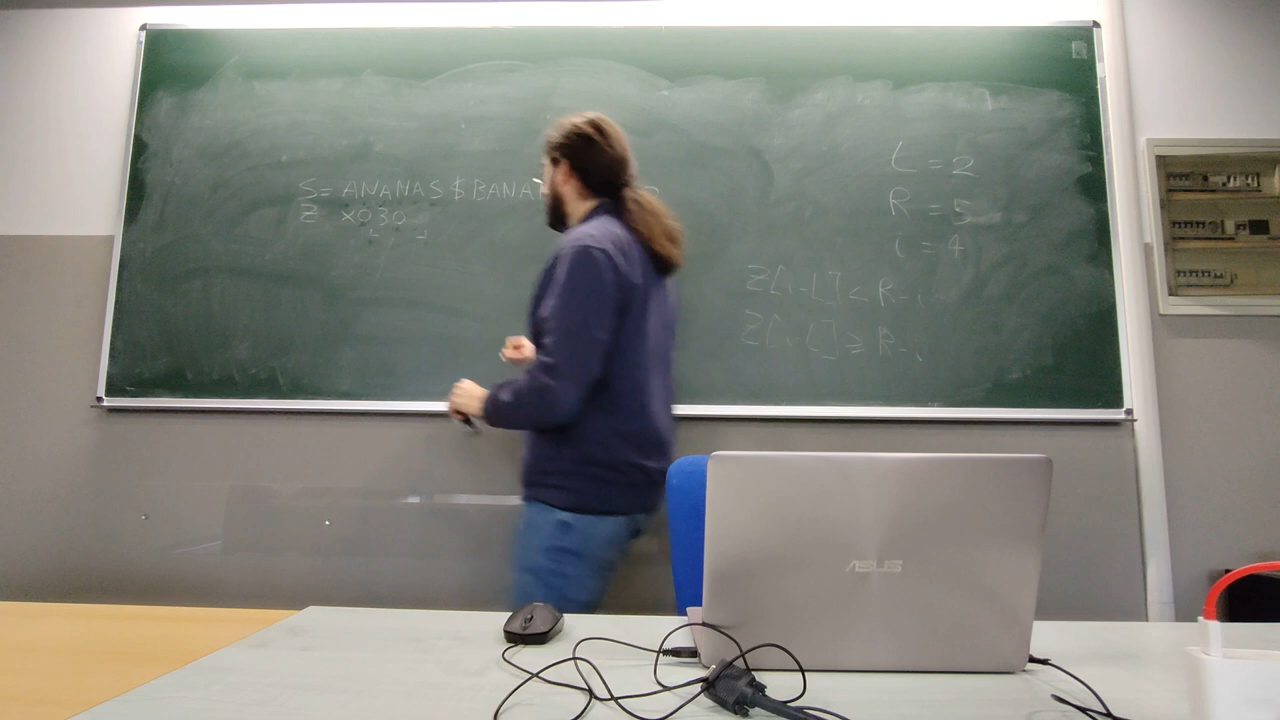 S= ANANAS$BANA
Z x030
L
L = 2
R = 5
i = 4
Z[i-L] < R-i
Z[i-L] ≥ R-i
ASUS